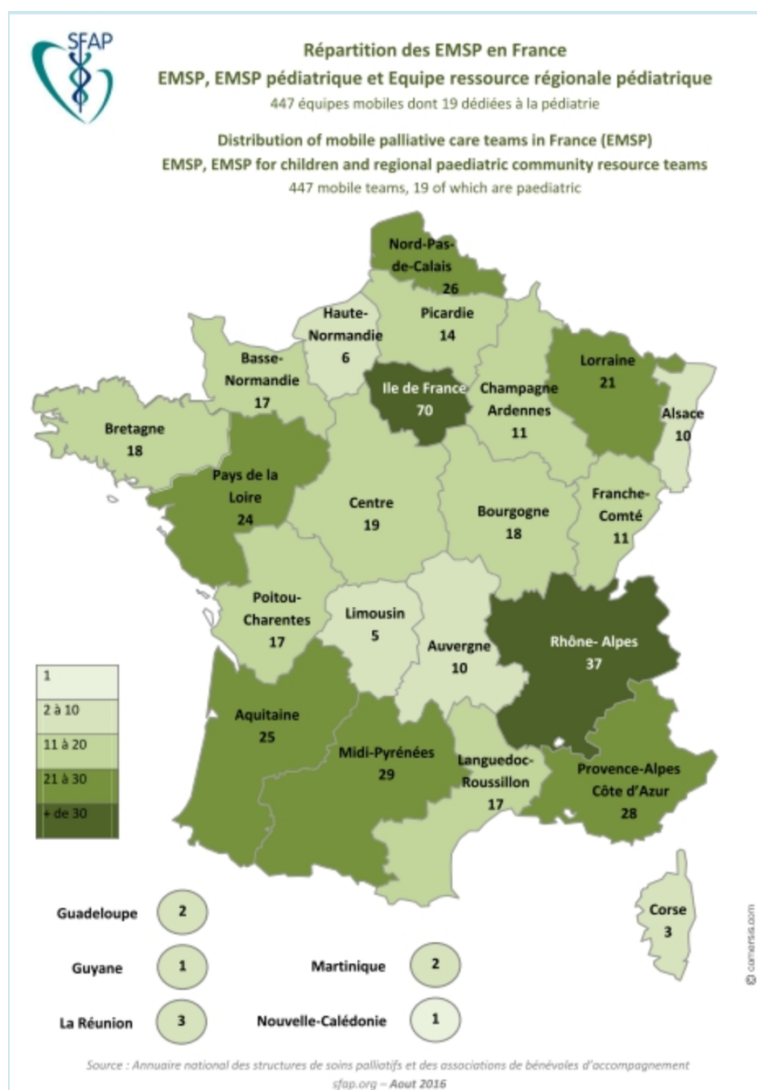 SFAP
Répartition des EMSP en France
EMSP, EMSP pédiatrique et Equipe ressource régionale pédiatrique
447 équipes mobiles dont 19 dédiées à la pédiatrie
Distribution of mobile palliative care teams in France (EMSP)
EMSP, EMSP for children and regional paediatric community resource teams
447 mobile teams, 19 of which are paediatric
Nord-Pas-
de-Calais
26
Haute-
Normandie
6
Picardie
14
Basse-
Normandie
17
Ile de France
70
Champagne
Ardennes
11
Lorraine
21
Alsace
10
Bretagne
18
Pays de la
Loire
24
Centre
19
Bourgogne
18
Franche-
Comté
11
Poitou-
Charentes
17
Limousin
5
Auvergne
10
Rhône- Alpes
37
Aquitaine
25
Midi-Pyrénées
29
Languedoc-
Roussillon
17
Provence-Alpes
Côte d'Azur
28
Corse
3
1
2 à 10
11 à 20
21 à 30
+ de 30
Guadeloupe
2
Guyane
1
Martinique
2
La Réunion
3
Nouvelle-Calédonie
1
© comersis.com
Source : Annuaire national des structures de soins palliatifs et des associations de bénévoles d'accompagnement
sfap.org – Aout 2016